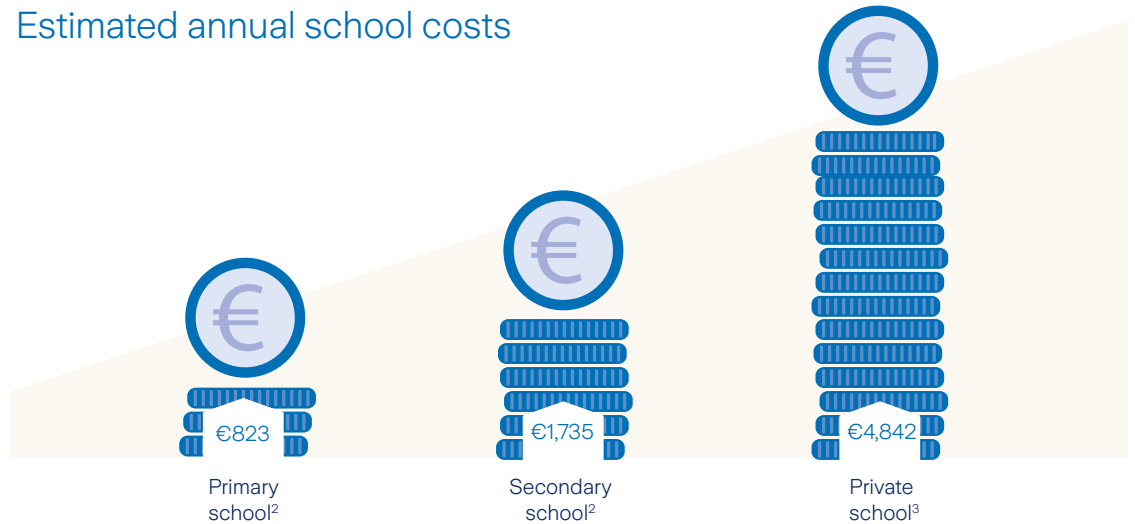 Estimated annual school costs
€
€
€
€823
€1,735
€4,842
Primary
school²
Secondary
school²
Private
school³